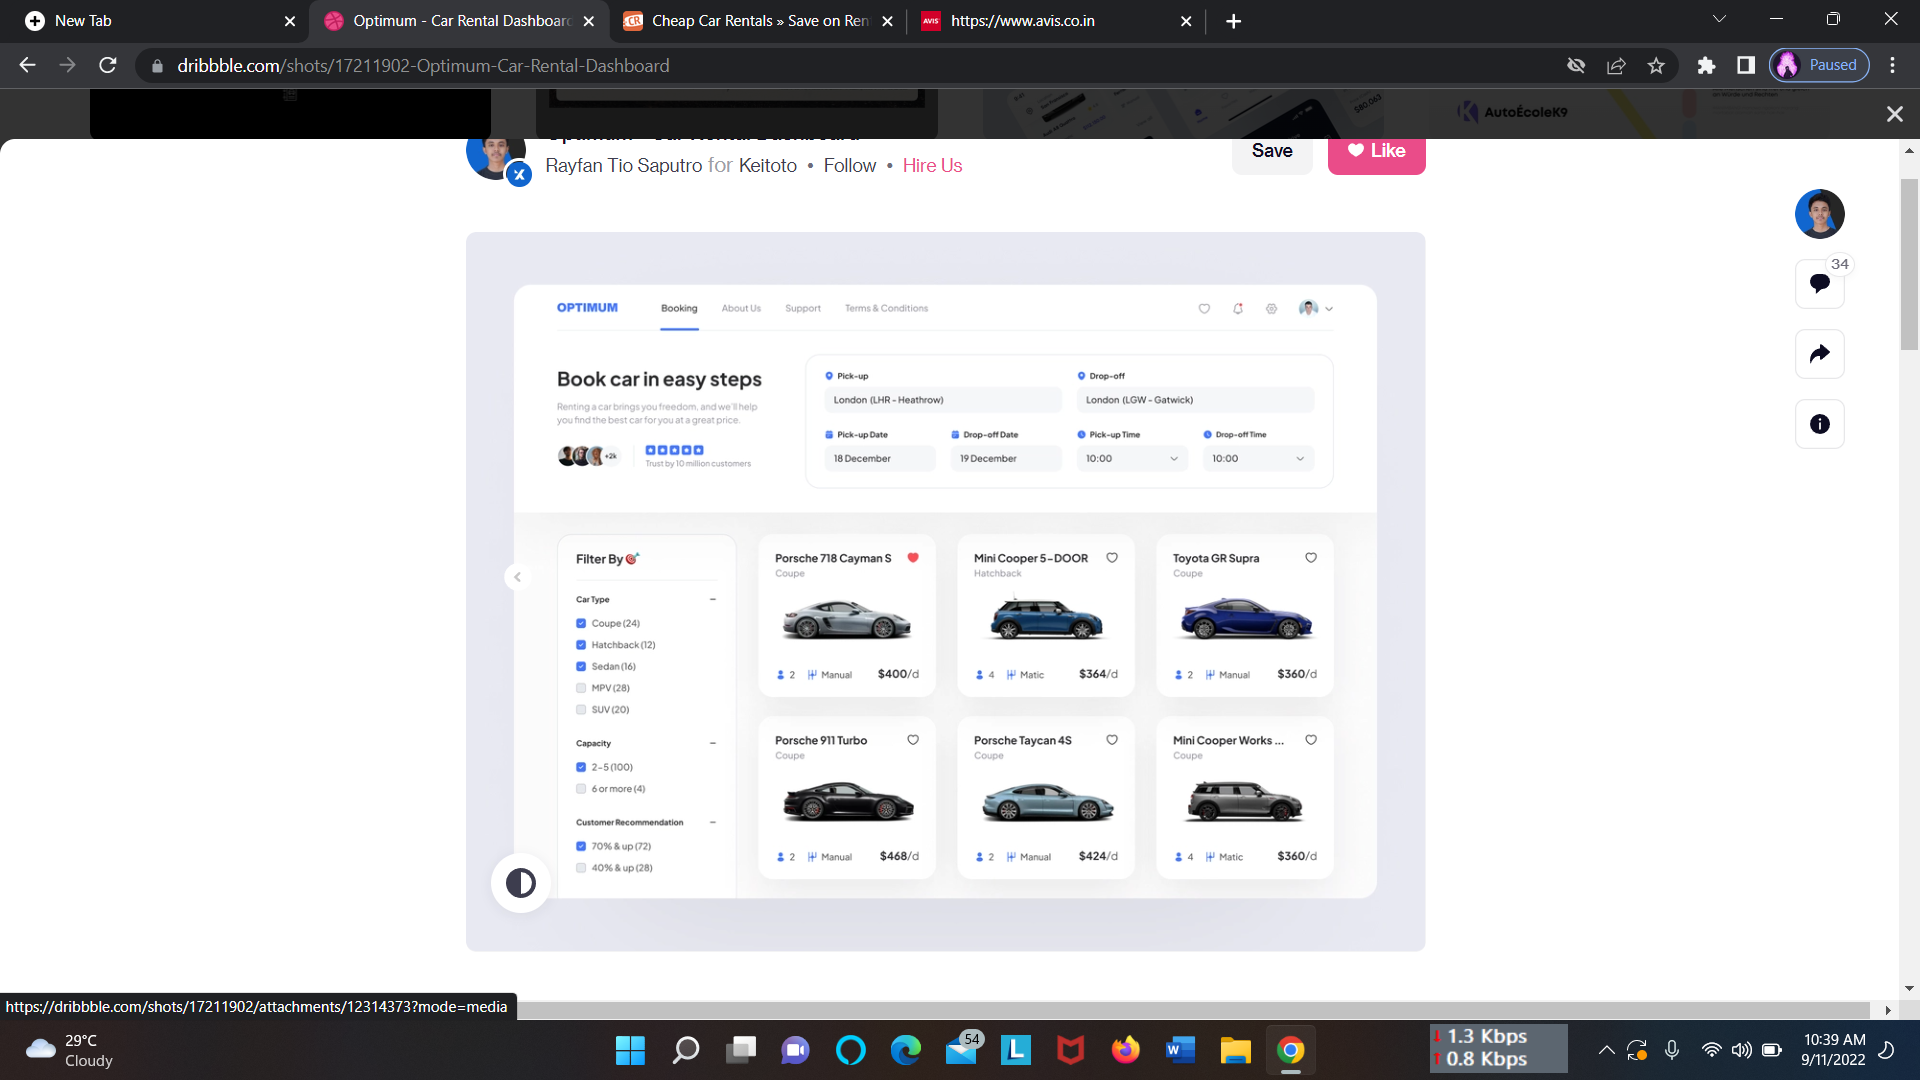 New Tab
Optimum - Car Rental Dashboard
Cheap Car Rentals » Save on Ren
AVIS https://www.avis.co.in
dribbble.com/shots/17211902-Optimum-Car-Rental-Dashboard
Paused
$80,063
AutoÉcoleK9
Optimum - Car Rental Dashboard
Rayfan Tio Saputro for Keitoto • Follow • Hire Us
Save
Like
34
OPTIMUM
Booking
About Us
Support
Terms & Conditions
Book car in easy steps
Renting a car brings you freedom, and we'll help
you find the best car for you at a great price.
+2k
Trust by 10 million customers
Pick-up
Drop-off
London (LHR - Heathrow)
London (LGW - Gatwick)
Pick-up Date
Drop-off Date
Pick-up Time
Drop-off Time
18 December
19 December
10:00
10:00
Filter By
Car Type
Coupe (24)
Hatchback (12)
Sedan (16)
MPV (28)
SUV (20)
Capacity
2-5 (100)
6 or more (4)
Customer Recommendation
70% & up (72)
40% & up (28)
Porsche 718 Cayman S
Coupe
2 Manual $400/d
Mini Cooper 5-DOOR
Hatchback
4 Matic $364/d
Toyota GR Supra
Coupe
2 Manual $360/d
Porsche 911 Turbo
Coupe
2 Manual $468/d
Porsche Taycan 4S
Coupe
2 Manual $424/d
Mini Cooper Works ...
Coupe
4 Matic $360/d
https://dribbble.com/shots/17211902/attachments/12314373?mode=media
29°C
Cloudy
54
1.3 Kbps
0.8 Kbps
10:39 AM
9/11/2022